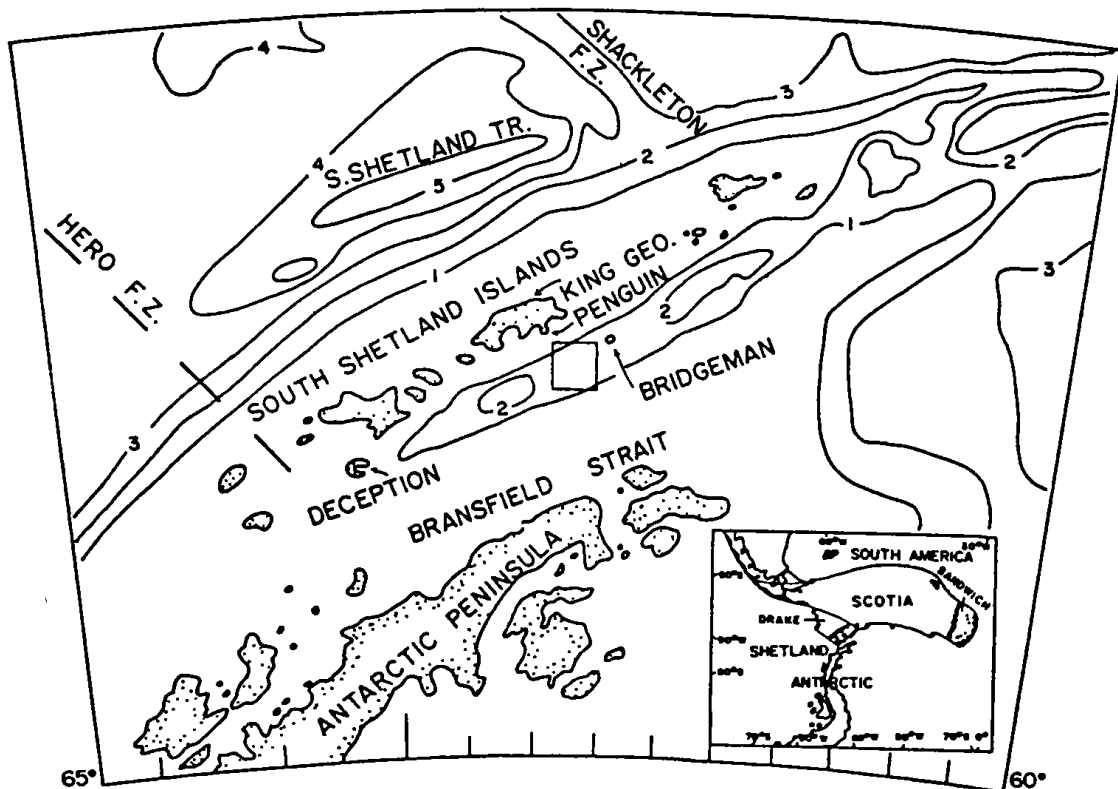 4
SHACKLETON
F.Z.
3
S. SHETLAND TR.
4
5
2
2
1
1
HERO F.Z.
3
SOUTH SHETLAND ISLANDS
KING GEO.
PENGUIN
2
BRIDGEMAN
2
3
DECEPTION
BRANSFIELD STRAIT
ANTARCTIC PENINSULA
SOUTH AMERICA
SANDWICH
SCOTIA
DRAKE
SHETLAND
ANTARCTIC
65°
60°